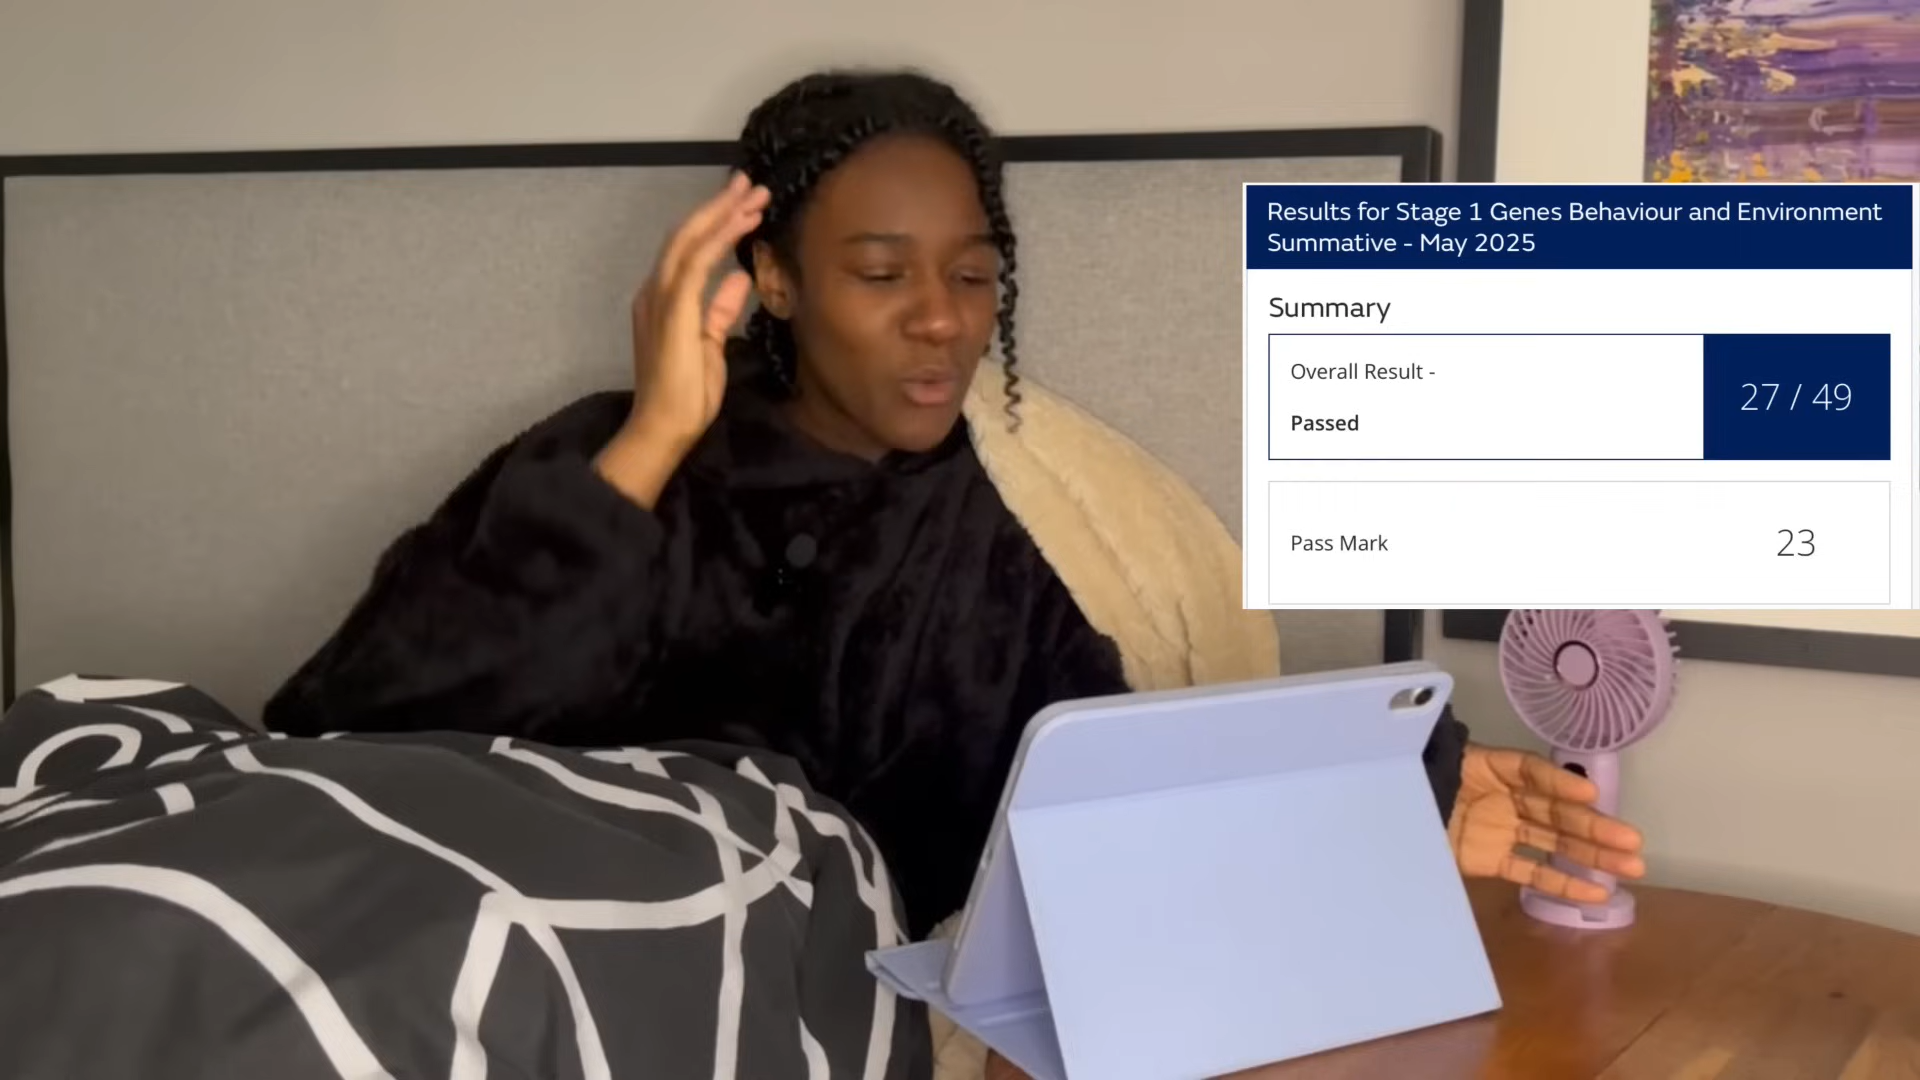 Results for Stage 1 Genes Behaviour and Environment
Summative - May 2025
Summary
Overall Result -
Passed
27 / 49
Pass Mark
23